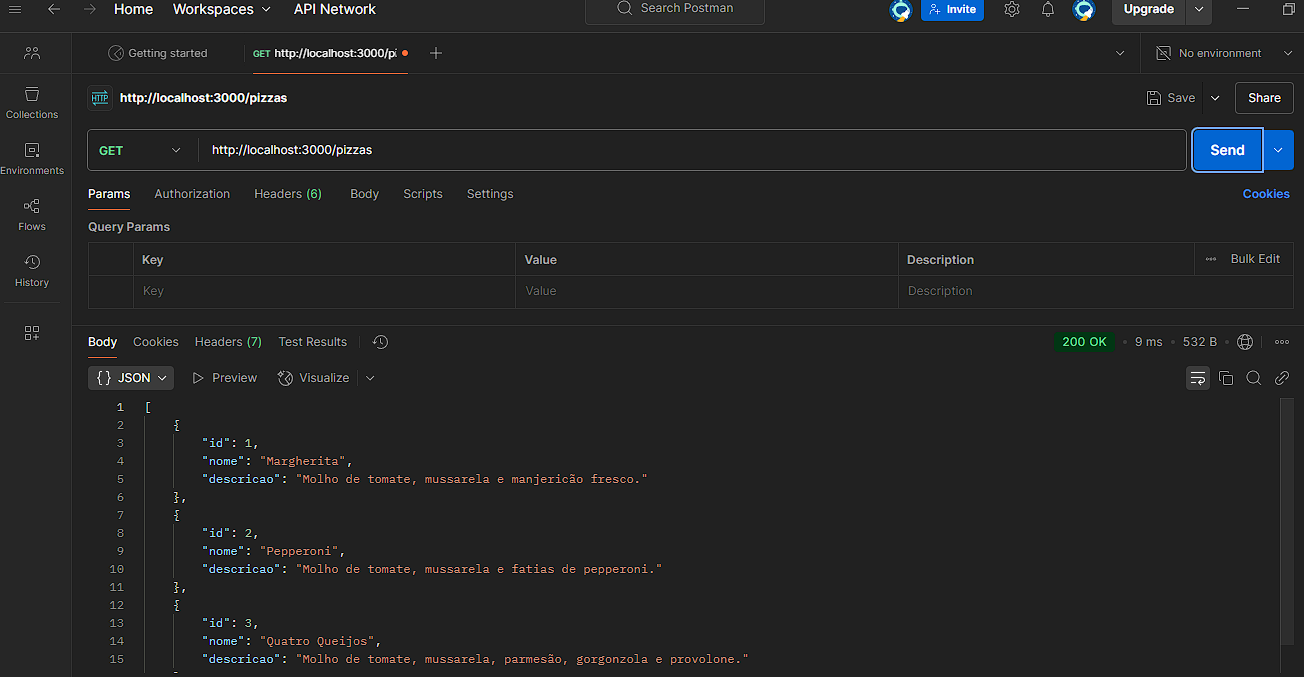 Home Workspaces API Network Search Postman Invite Upgrade
Getting started GET http://localhost:3000/pi No environment
HTTP http://localhost:3000/pizzas Save Share
Collections
Environments
Flows
History
GET http://localhost:3000/pizzas Send
Params Authorization Headers (6) Body Scripts Settings Cookies
Query Params
Key Value Description Bulk Edit
Key Value Description
Body Cookies Headers (7) Test Results 200 OK • 9 ms • 532 B
{} JSON Preview Visualize
1 [
2 {
3 "id": 1,
4 "nome": "Margherita",
5 "descricao": "Molho de tomate, mussarela e manjericão fresco."
6 },
7 {
8 "id": 2,
9 "nome": "Pepperoni",
10 "descricao": "Molho de tomate, mussarela e fatias de pepperoni."
11 },
12 {
13 "id": 3,
14 "nome": "Quatro Queijos",
15 "descricao": "Molho de tomate, mussarela, parmesão, gorgonzola e provolone."